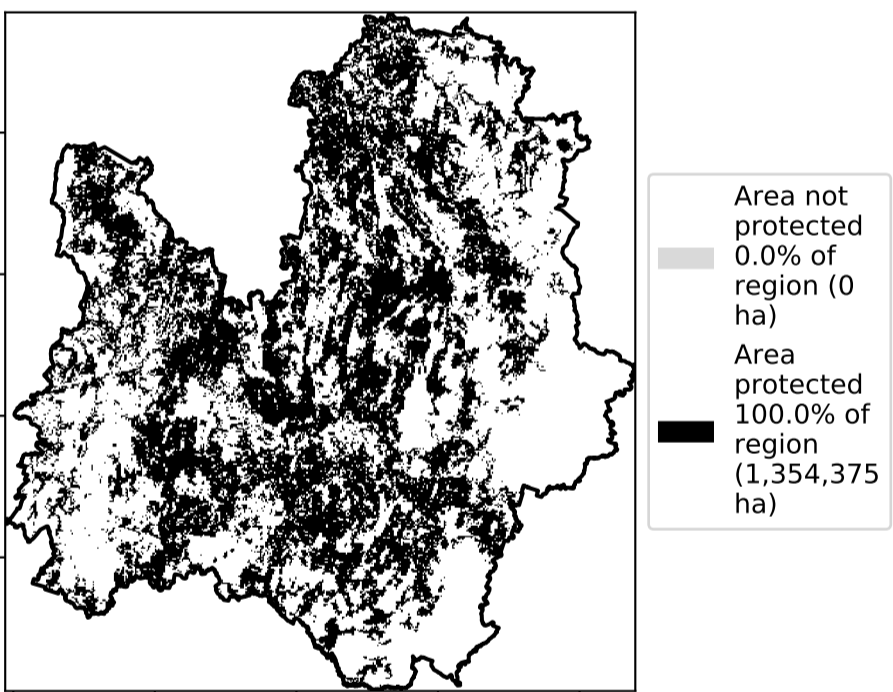 Area not
protected
0.0% of
region (0
ha)
Area
protected
100.0% of
region
(1,354,375
ha)